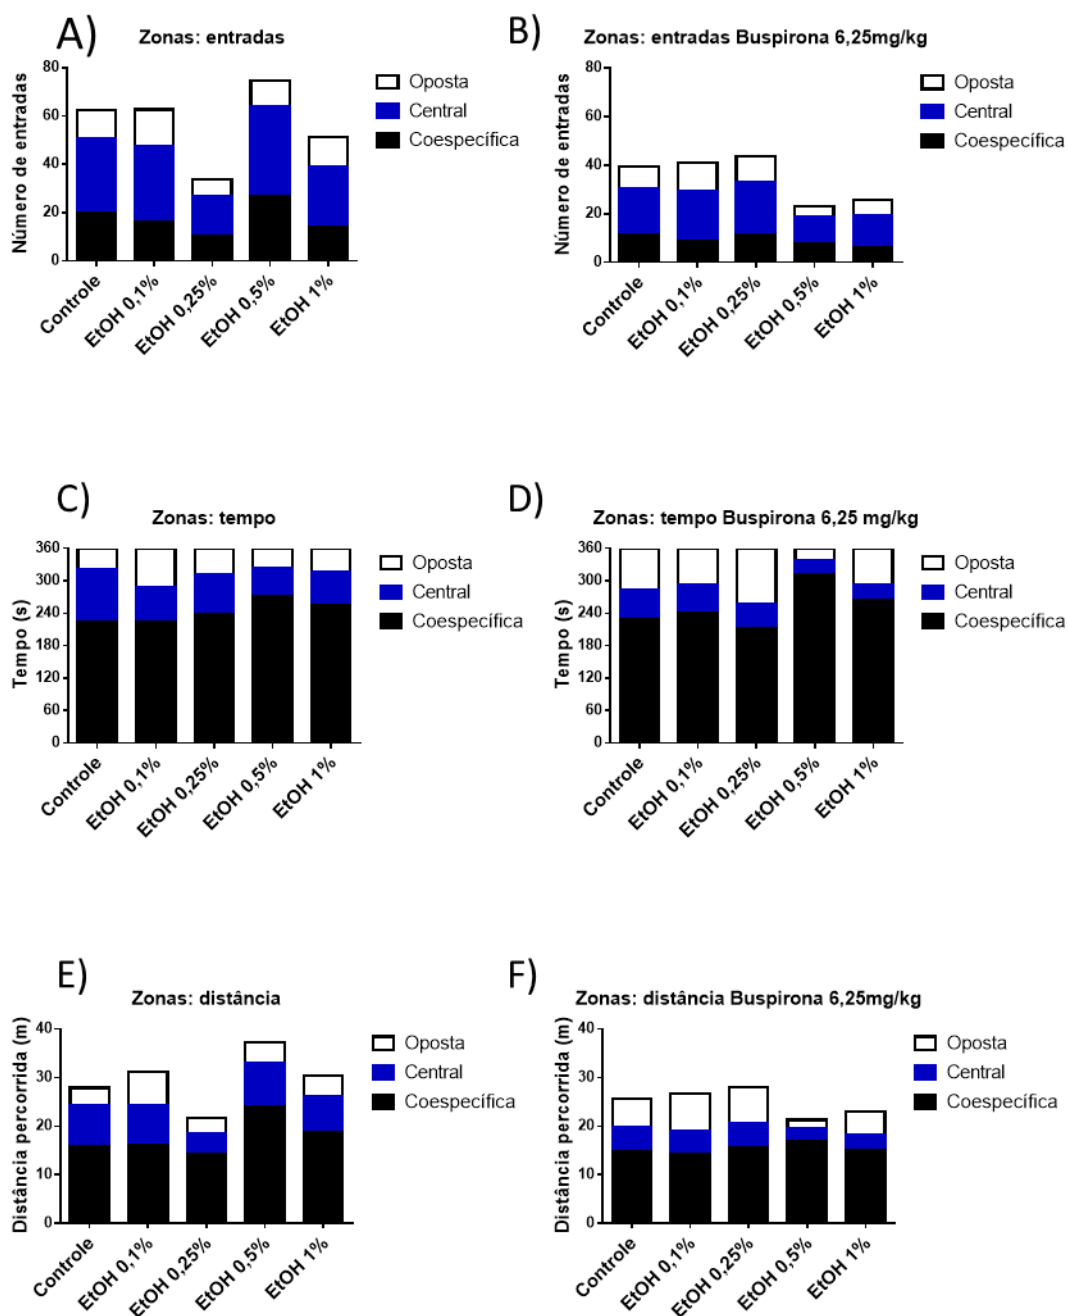 A)
Zonas: entradas
Número de entradas
80
60
40
20
0
Oposta
Central
Coespecífica
Controle
EtOH 0,1%
EtOH 0,25%
EtOH 0,5%
EtOH 1%
B)
Zonas: entradas Buspirona 6,25mg/kg
Número de entradas
80
60
40
20
0
Oposta
Central
Coespecífica
Controle
EtOH 0,1%
EtOH 0,25%
EtOH 0,5%
EtOH 1%
C)
Zonas: tempo
Tempo (s)
360
300
240
180
120
60
0
Oposta
Central
Coespecífica
Controle
EtOH 0,1%
EtOH 0,25%
EtOH 0,5%
EtOH 1%
D)
Zonas: tempo Buspirona 6,25 mg/kg
Tempo (s)
360
300
240
180
120
60
0
Oposta
Central
Coespecífica
Controle
EtOH 0,1%
EtOH 0,25%
EtOH 0,5%
EtOH 1%
E)
Zonas: distância
Distância percorrida (m)
40
30
20
10
0
Oposta
Central
Coespecífica
Controle
EtOH 0,1%
EtOH 0,25%
EtOH 0,5%
EtOH 1%
F)
Zonas: distância Buspirona 6,25mg/kg
Distância percorrida (m)
40
30
20
10
0
Oposta
Central
Coespecífica
Controle
EtOH 0,1%
EtOH 0,25%
EtOH 0,5%
EtOH 1%